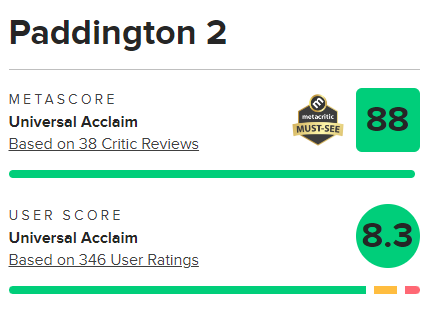 Paddington 2
METASCORE
Universal Acclaim
Based on 38 Critic Reviews
m
metacritic
MUST-SEE
88
USER SCORE
Universal Acclaim
Based on 346 User Ratings
8.3